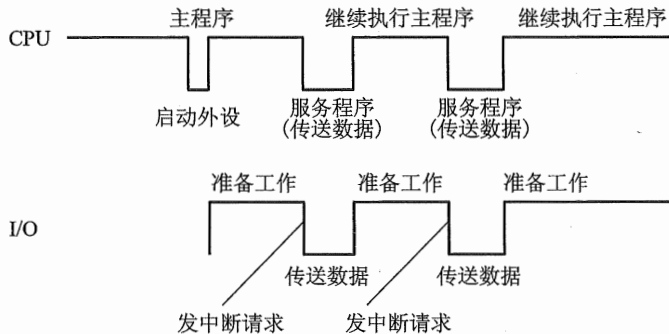 主程序
继续执行主程序
继续执行主程序
CPU
启动外设
服务程序
(传送数据)
服务程序
(传送数据)
准备工作
准备工作
准备工作
I/O
传送数据
传送数据
发中断请求
发中断请求